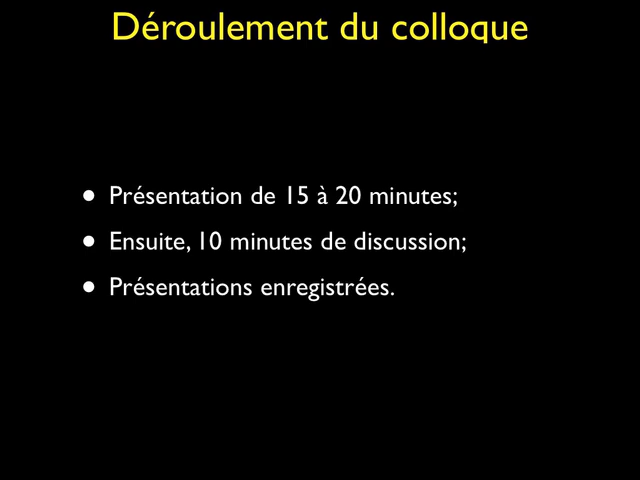 Déroulement du colloque
• Présentation de 15 à 20 minutes;
• Ensuite, 10 minutes de discussion;
• Présentations enregistrées.